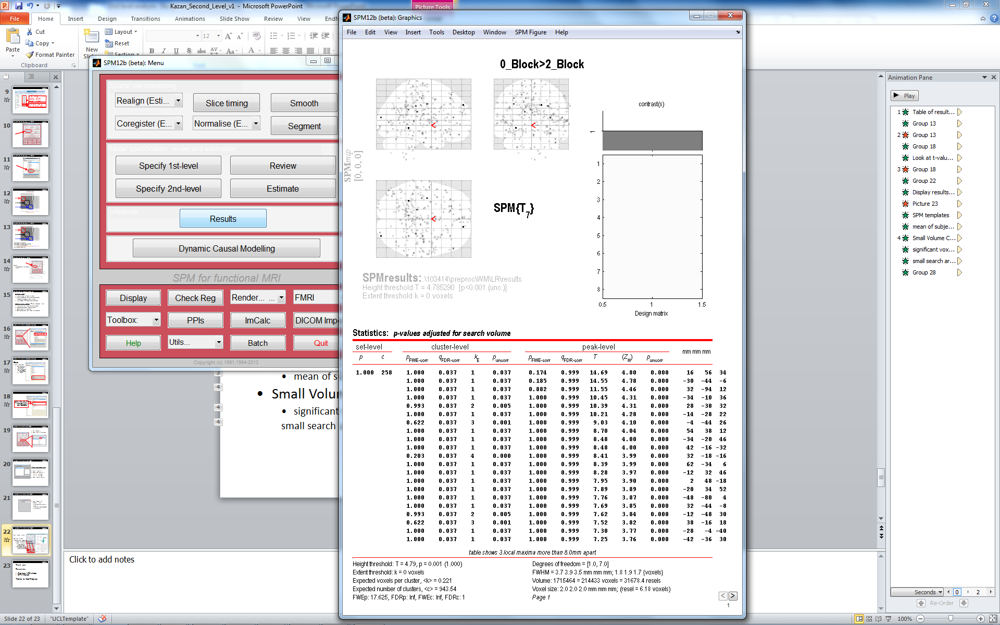 Kazan_Second_Level_v1 - Microsoft PowerPoint
Picture Tools
File Home Insert Design Transitions Animations Slide Show Review View
Cut
Copy
Format Painter
Paste
Clipboard
New
Layout
Reset
Section
12
SPM12b (beta): Menu
Spatial pre-processing
Realign (Esti... Slice timing Smooth
Coregister (E... Normalise (E... Segment
Model specification, review and estimation
Specify 1st-level Review
Specify 2nd-level Estimate
Inference
Results
Dynamic Causal Modelling
SPM for functional MRI
Display Check Reg Render... ... FMRI
Toolbox: PPIs ImCalc DICOM Imp
Help Utils... Batch Quit
Copyright (c) 1991,1994-2013
9
10
11
12
13
14
15
16
17
18
19
20
21
22
23
3
4
4
4
• mean of s
• Small Volu
• significant
small search
Click to add notes
SPM12b (beta): Graphics
File Edit View Insert Tools Desktop Window SPM Figure Help
0_Block>2_Block
SPMmip
[0, 0, 0]
SPM{T7}
contrast(s)
1
1
2
3
4
5
6
7
8
0.5 1 1.5
Design matrix
SPMresults: .\103414\preproc\WM\LR\results
Height threshold T = 4.785290 {p<0.001 (unc.)}
Extent threshold k = 0 voxels
Statistics: p-values adjusted for search volume
set-level cluster-level peak-level mm mm mm
p c pFWE-corr qFDR-corr kE puncorr pFWE-corr qFDR-corr T (Z≡) puncorr
1.000 258 1.000 0.037 1 0.037 0.174 0.999 14.69 4.80 0.000 16 56 34
1.000 0.037 1 0.037 0.185 0.999 14.55 4.78 0.000 -30 -44 -6
1.000 0.037 1 0.037 0.882 0.999 11.55 4.46 0.000 32 -94 12
1.000 0.037 1 0.037 1.000 0.999 10.45 4.31 0.000 -34 -10 36
0.993 0.037 2 0.005 1.000 0.999 10.39 4.31 0.000 28 -30 32
1.000 0.037 1 0.037 1.000 0.999 10.21 4.28 0.000 -14 -28 22
0.622 0.037 3 0.001 1.000 0.999 9.03 4.10 0.000 -4 -44 26
1.000 0.037 1 0.037 1.000 0.999 8.70 4.04 0.000 54 38 12
1.000 0.037 1 0.037 1.000 0.999 8.48 4.00 0.000 -34 -20 46
1.000 0.037 1 0.037 1.000 0.999 8.48 4.00 0.000 42 -16 -32
0.203 0.037 4 0.000 1.000 0.999 8.41 3.99 0.000 32 -18 -16
1.000 0.037 1 0.037 1.000 0.999 8.39 3.99 0.000 62 -34 6
1.000 0.037 1 0.037 1.000 0.999 8.28 3.97 0.000 -12 32 46
1.000 0.037 1 0.037 1.000 0.999 7.95 3.90 0.000 2 48 -18
1.000 0.037 1 0.037 1.000 0.999 7.89 3.89 0.000 -20 34 52
1.000 0.037 1 0.037 1.000 0.999 7.76 3.87 0.000 -48 -80 4
1.000 0.037 1 0.037 1.000 0.999 7.69 3.85 0.000 32 -44 -8
0.993 0.037 2 0.005 1.000 0.999 7.62 3.84 0.000 -12 -48 30
0.622 0.037 3 0.001 1.000 0.999 7.52 3.82 0.000 38 -16 18
1.000 0.037 1 0.037 1.000 0.999 7.30 3.77 0.000 -28 -4 -40
1.000 0.037 1 0.037 1.000 0.999 7.25 3.76 0.000 -42 -36 30
table shows 3 local maxima more than 8.0mm apart
Height threshold: T = 4.79, p = 0.001 (1.000)
Extent threshold: k = 0 voxels
Expected voxels per cluster, <k> = 0.221
Expected number of clusters, <c> = 943.54
FWEp: 17.625, FDRp: Inf, FWEc: Inf, FDRc: 1
Degrees of freedom = [1.0, 7.0]
FWHM = 3.7 3.9 3.5 mm mm mm; 1.8 1.9 1.7 {voxels}
Volume: 1715464 = 214433 voxels = 31678.4 resels
Voxel size: 2.0 2.0 2.0 mm mm mm; (resel = 6.18 voxels)
Page 1
< >
1
Animation Pane
Play
1 Table of result...
Group 13
2 Group 13
Group 18
Look at t-valu...
3 Group 18
Group 22
Display results...
Picture 23
SPM templates
mean of subje...
4 Small Volume C...
significant vox...
small search ar...
Group 28
Seconds 0 2
Re-Order
Slide 22 of 23 "UCLTemplate" 100%